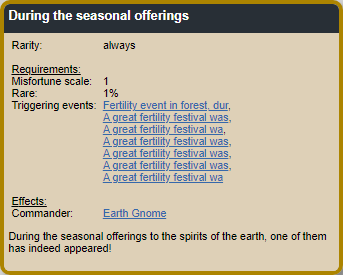 During the seasonal offerings
Rarity: always
Requirements:
Misfortune scale: 1
Rare: 1%
Triggering events: Fertility event in forest, dur,
A great fertility festival was,
A great fertility festival wa,
A great fertility festival was,
A great fertility festival was,
A great fertility festival was,
A great fertility festival wa
Effects:
Commander: Earth Gnome
During the seasonal offerings to the spirits of the earth, one of them
has indeed appeared!